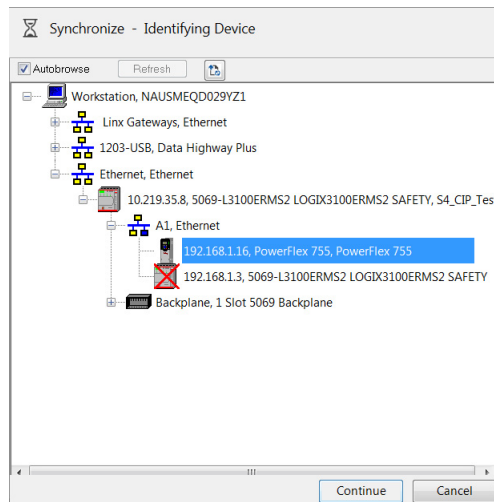 Synchronize - Identifying Device
Autobrowse Refresh
Workstation, NAUSMEQD029YZ1
Linx Gateways, Ethernet
1203-USB, Data Highway Plus
Ethernet, Ethernet
10.219.35.8, 5069-L3100ERMS2 LOGIX3100ERMS2 SAFETY, S4_CIP_Tes
A1, Ethernet
192.168.1.16, PowerFlex 755, PowerFlex 755
192.168.1.3, 5069-L3100ERMS2 LOGIX3100ERMS2 SAFETY
Backplane, 1 Slot 5069 Backplane
Continue Cancel